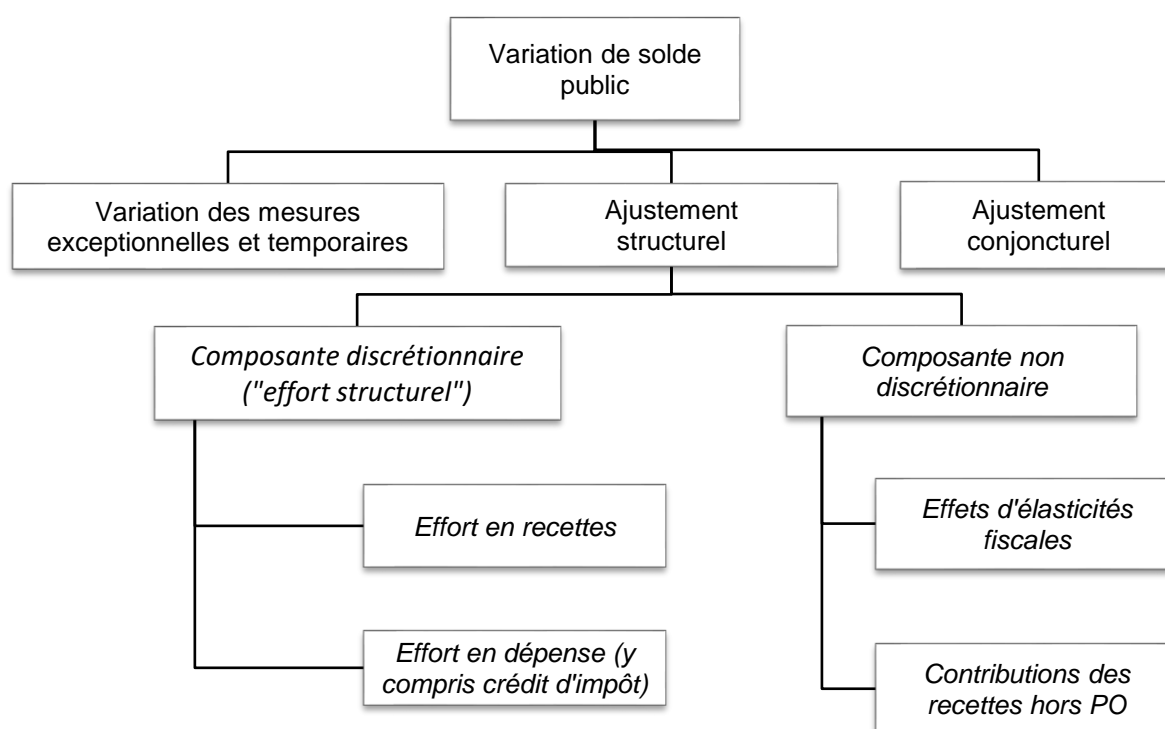 Variation de solde
public
Variation des mesures
exceptionnelles et temporaires
Ajustement
structurel
Ajustement
conjoncturel
Composante discrétionnaire
("effort structurel")
Composante non
discrétionnaire
Effort en recettes
Effets d'élasticités
fiscales
Effort en dépense (y
compris crédit d'impôt)
Contributions des
recettes hors PO